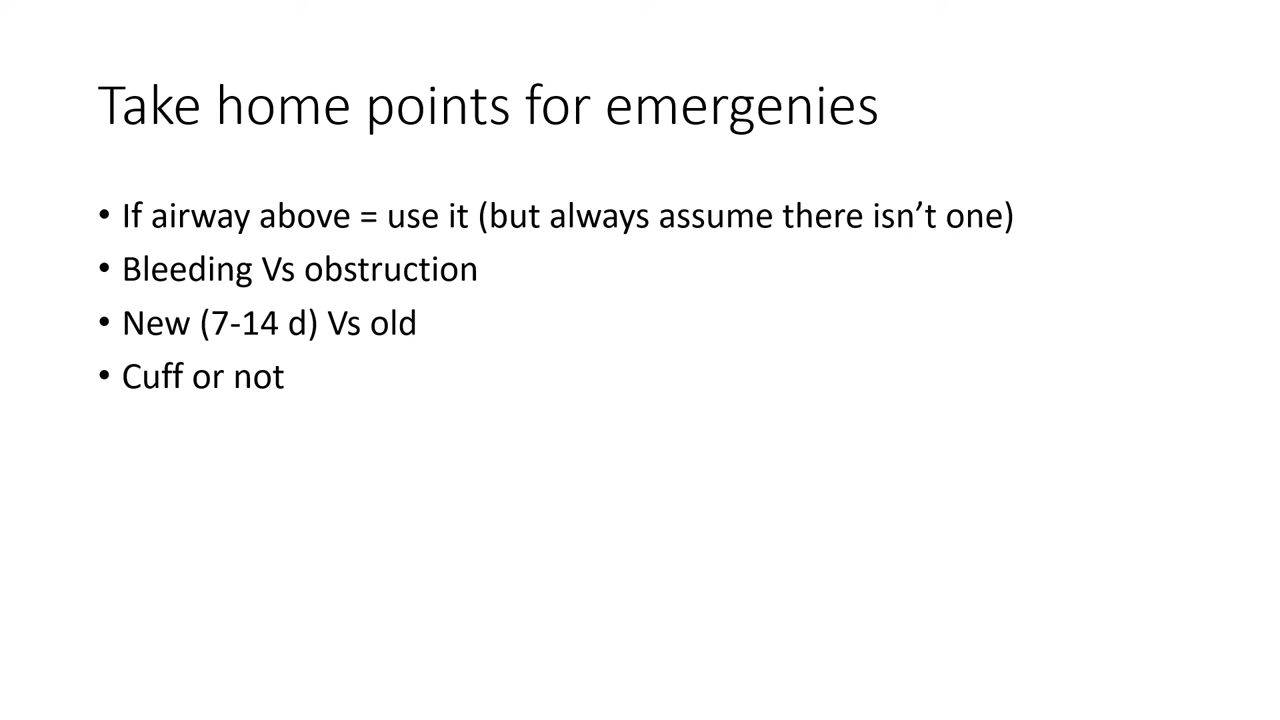 Take home points for emergenies
• If airway above = use it (but always assume there isn’t one)
• Bleeding Vs obstruction
• New (7-14 d) Vs old
• Cuff or not